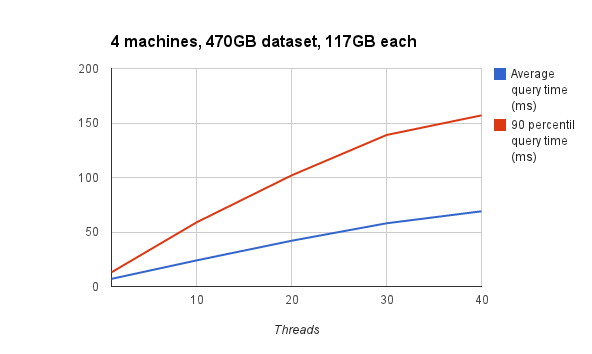 4 machines, 470GB dataset, 117GB each
200
150
100
50
0
10
20
30
40
Threads
Average
query time
(ms)
90 percentil
query time
(ms)